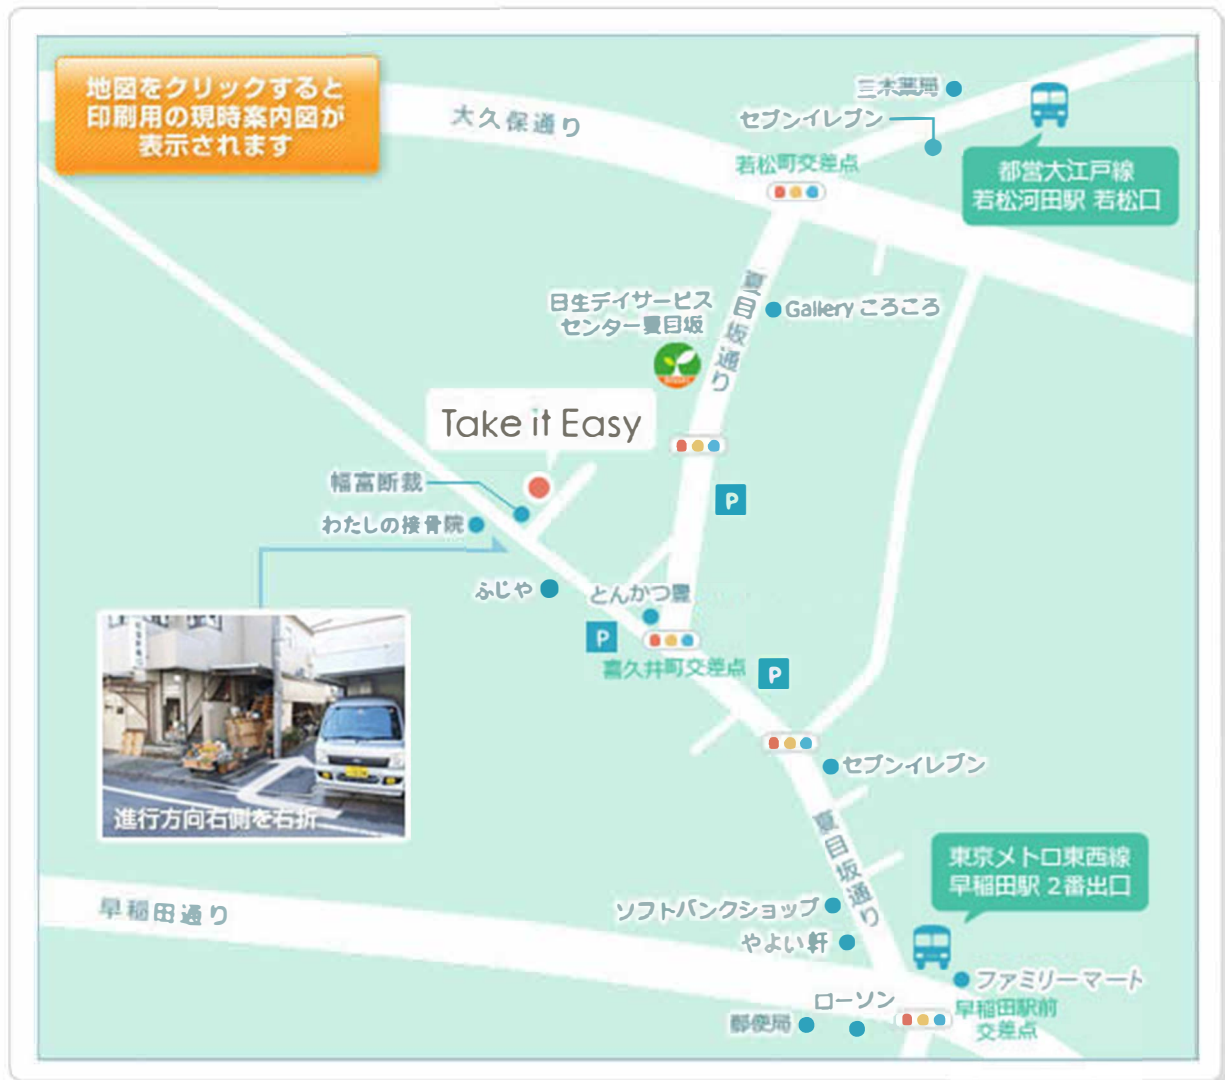 地図をクリックすると
印刷用の現時案内図が
表示されます
大久保通り
三木薬局
セブンイレブン
若松町交差点
都営大江戸線
若松河田駅 若松口
日生デイサービス
センター夏目坂
夏目坂通り
Gallery ころころ
Take it Easy
幅富断裁
わたしの接骨院
P
ふじや
とんかつ豊
P
喜久井町交差点
P
セブンイレブン
進行方向右側を右折
夏目坂通り
東京メトロ東西線
早稲田駅 2番出口
早稲田通り
ソフトバンクショップ
やよい軒
ファミリーマート
ローソン
郵便局
早稲田駅前
交差点